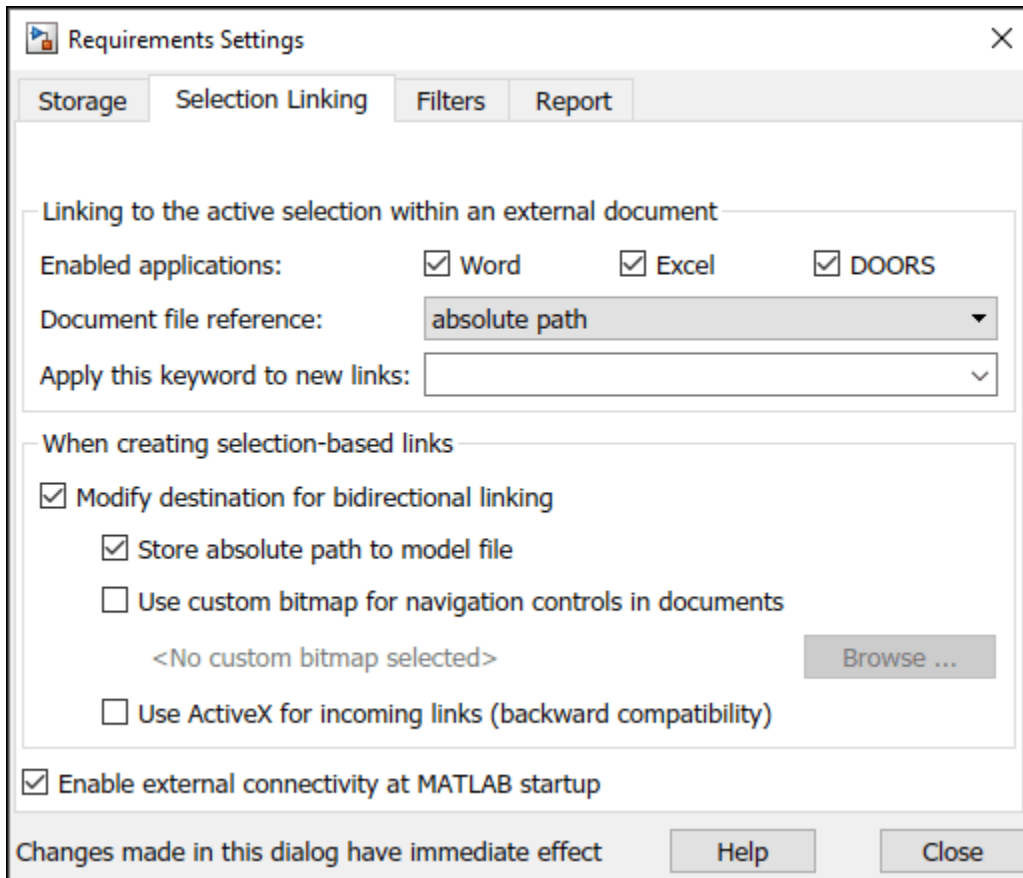 Requirements Settings
Storage Selection Linking Filters Report
Linking to the active selection within an external document
Enabled applications: Word Excel DOORS
Document file reference: absolute path
Apply this keyword to new links:
When creating selection-based links
Modify destination for bidirectional linking
Store absolute path to model file
Use custom bitmap for navigation controls in documents
<No custom bitmap selected> Browse ...
Use ActiveX for incoming links (backward compatibility)
Enable external connectivity at MATLAB startup
Changes made in this dialog have immediate effect Help Close